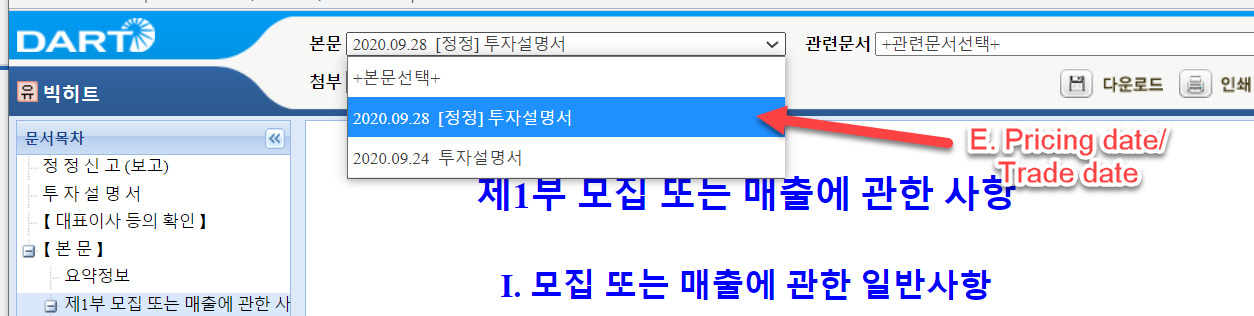 DART
본문 2020.09.28 [정정] 투자설명서 관련문서 +관련문서선택+
+본문선택+
첨부
다운로드 인쇄
유 빅히트
2020.09.28 [정정] 투자설명서
2020.09.24 투자설명서
E. Pricing date/
Trade date
문서목차
정 정 신 고 (보고)
투 자 설 명 서
【 대표이사 등의 확인 】
【 본 문 】
요약정보
제1부 모집 또는 매출에 관한 사
제1부 모집 또는 매출에 관한 사항
I. 모집 또는 매출에 관한 일반사항